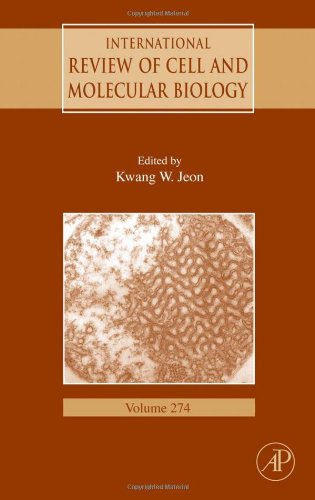 INTERNATIONAL
REVIEW OF CELL AND
MOLECULAR BIOLOGY
Edited by
Kwang W. Jeon
Volume 274
AP